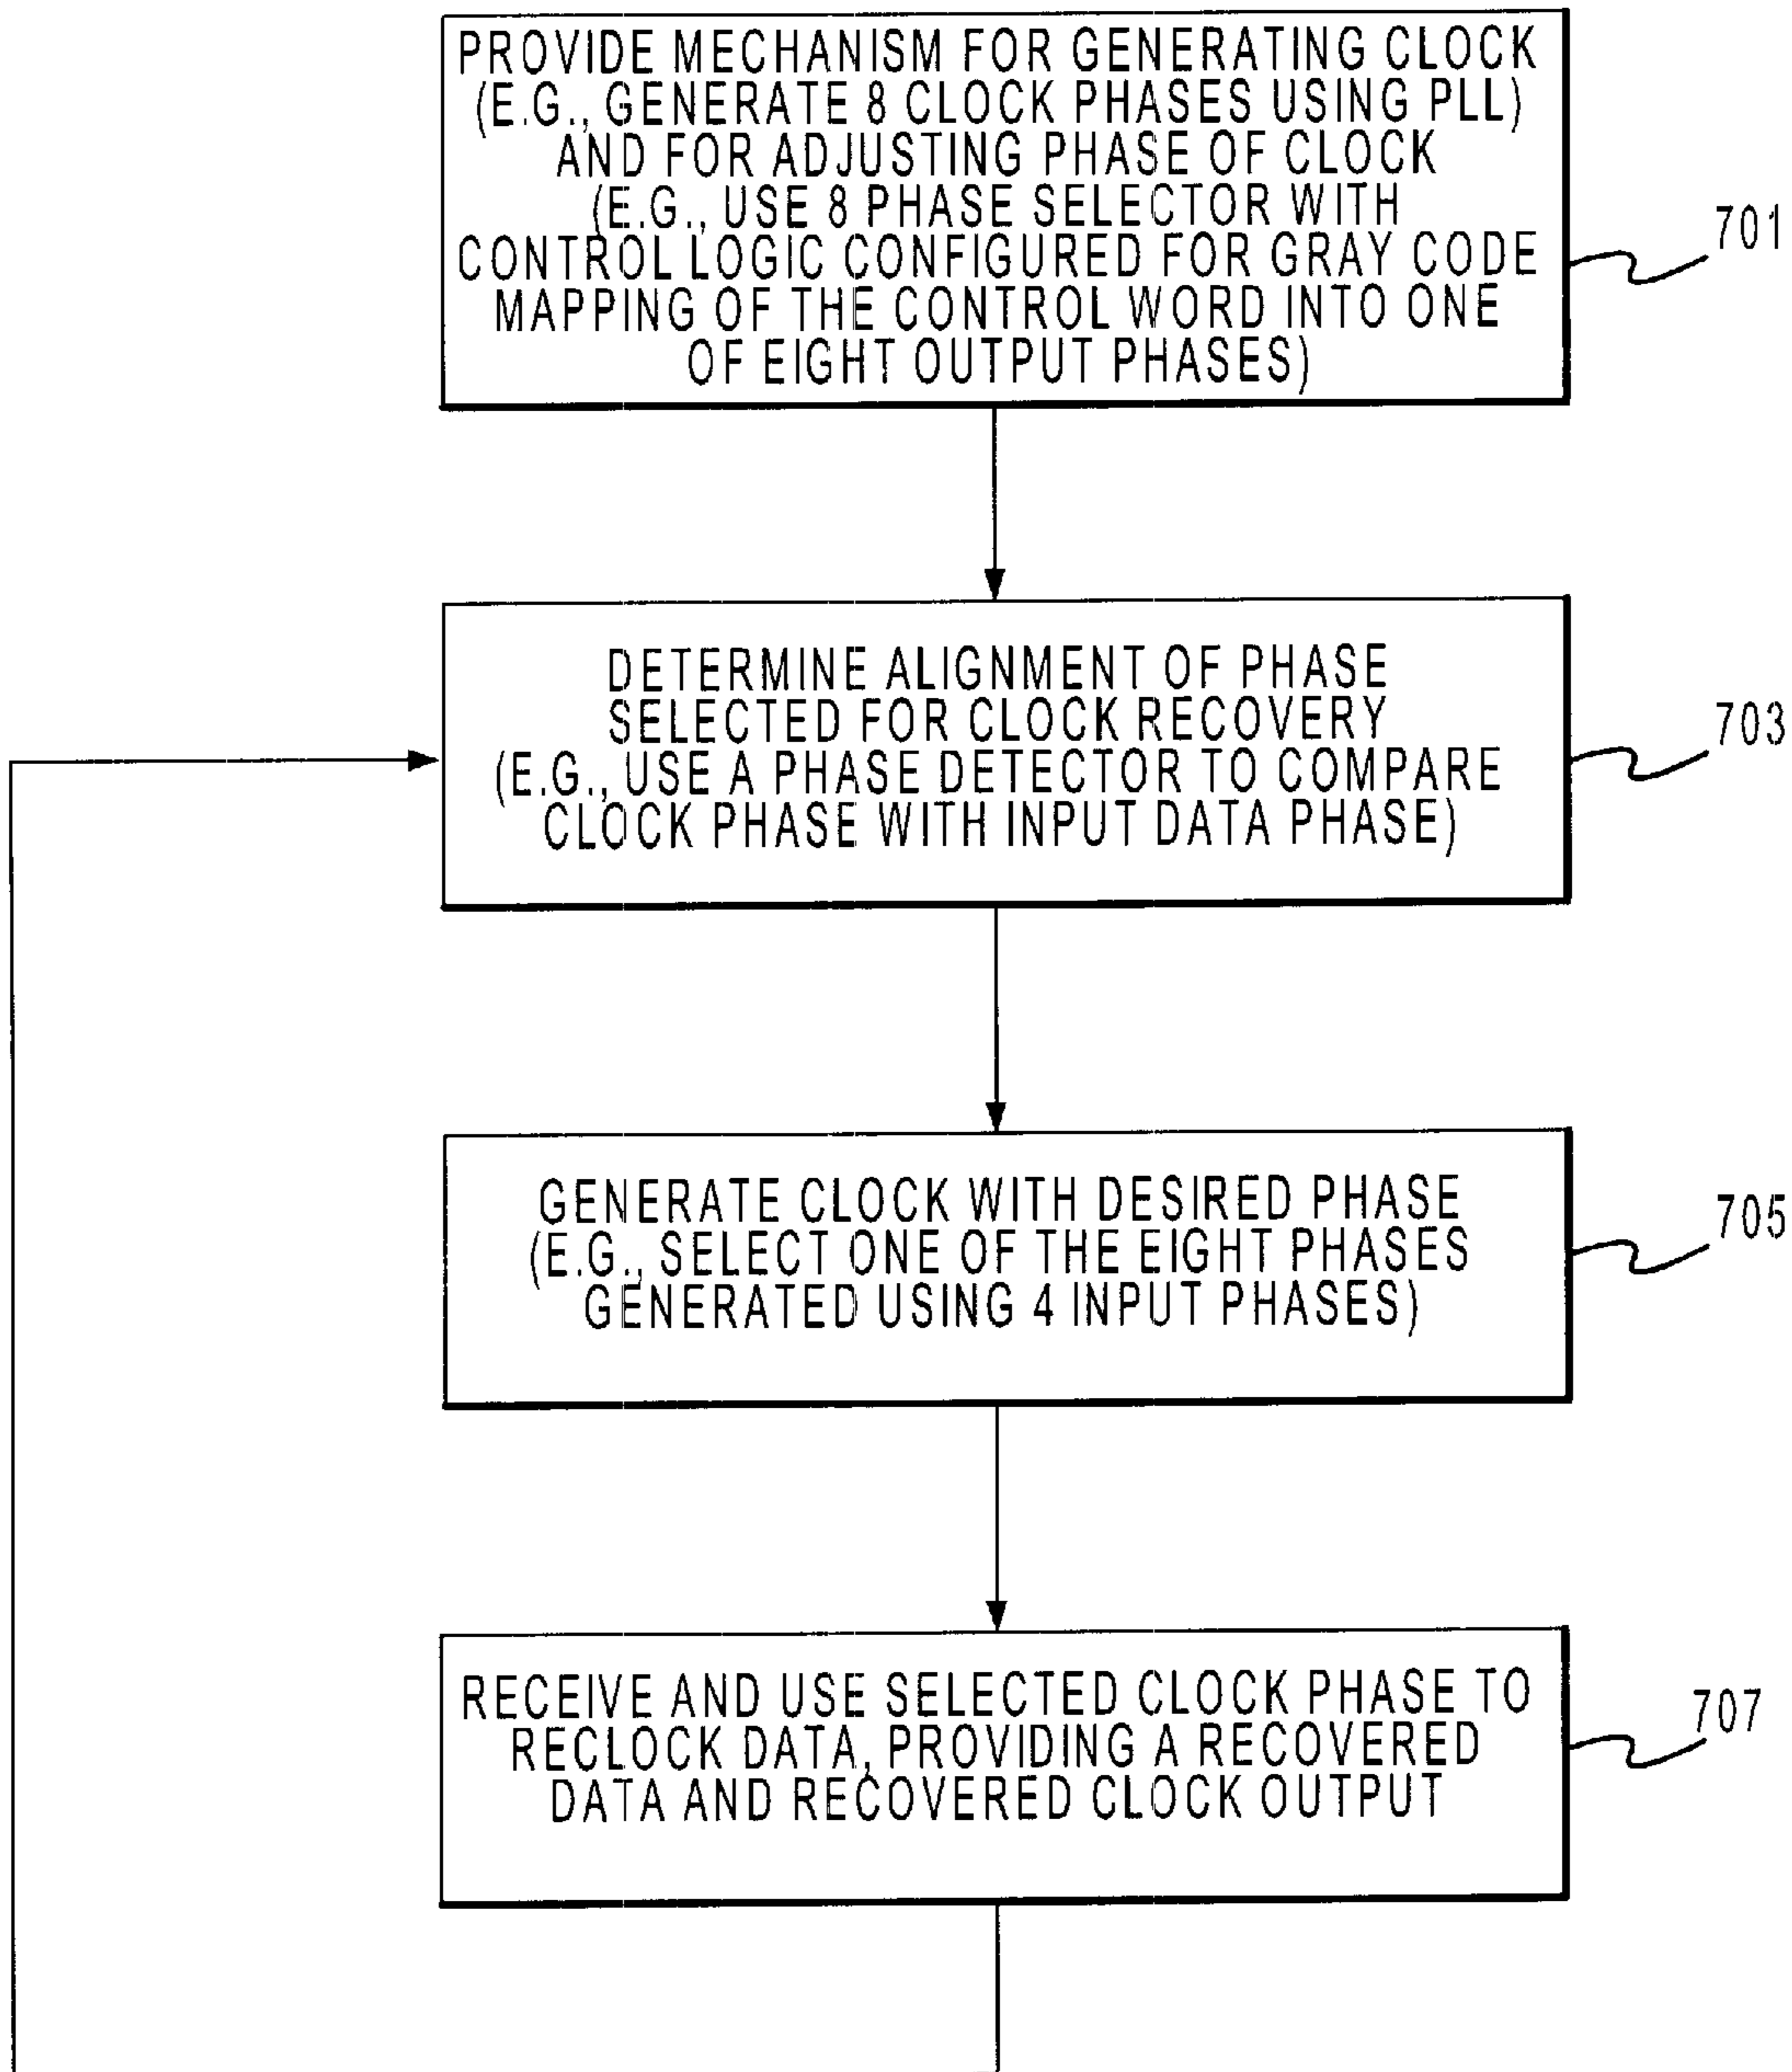 PROVIDE MECHANISM FOR GENERATING CLOCK
(E.G., GENERATE 8 CLOCK PHASES USING PLL)
AND FOR ADJUSTING PHASE OF CLOCK
(E.G., USE 8 PHASE SELECTOR WITH
CONTROL LOGIC CONFIGURED FOR GRAY CODE
MAPPING OF THE CONTROL WORD INTO ONE
OF EIGHT OUTPUT PHASES)
701
DETERMINE ALIGNMENT OF PHASE
SELECTED FOR CLOCK RECOVERY
(E.G., USE A PHASE DETECTOR TO COMPARE
CLOCK PHASE WITH INPUT DATA PHASE)
703
GENERATE CLOCK WITH DESIRED PHASE
(E.G., SELECT ONE OF THE EIGHT PHASES
GENERATED USING 4 INPUT PHASES)
705
RECEIVE AND USE SELECTED CLOCK PHASE TO
RECLOCK DATA, PROVIDING A RECOVERED
DATA AND RECOVERED CLOCK OUTPUT
707